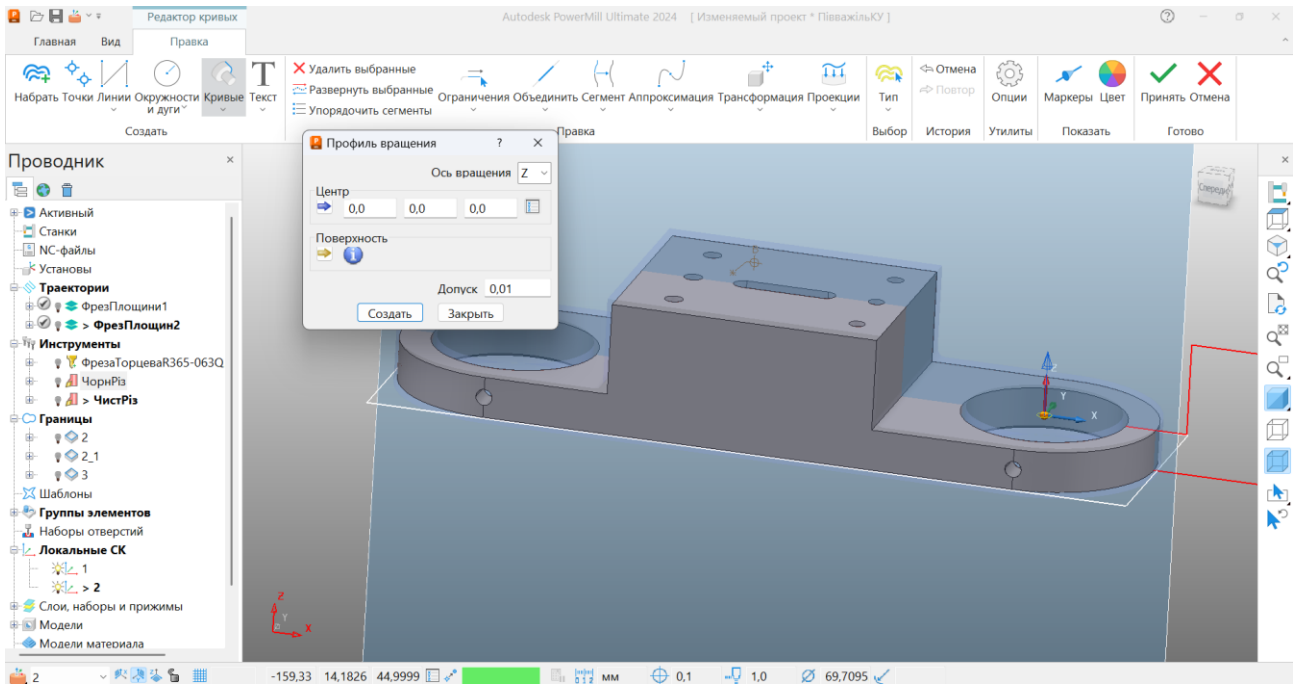 Редактор кривых
Autodesk PowerMill Ultimate 2024 [ Изменяемый проект * ПівважільКУ ]
Главная Вид Правка
Набрать Точки Линии Окружности и дуги Кривые Текст
Создать
Удалить выбранные
Развернуть выбранные
Упорядочить сегменты
Ограничения Объединить Сегмент Аппроксимация Трансформация Проекции
Правка
Тип
Выбор
Отмена
Повтор
История
Опции
Утилиты
Маркеры Цвет
Показать
Принять Отмена
Готово
Проводник
Активный
Станки
NC-файлы
Установы
Траектории
ФрезПлощини1
> ФрезПлощин2
Инструменты
ФрезаТорцеваR365-063Q
ЧорнРіз
> ЧистРіз
Границы
2
2_1
3
Шаблоны
Группы элементов
Наборы отверстий
Локальные СК
1
> 2
Слои, наборы и прижимы
Модели
Модели материала
Профиль вращения ? ×
Ось вращения Z
Центр
0,0 0,0 0,0
Поверхность
Допуск 0,01
Создать Закрыть
Спереди
Z
Y
X
Z
Y
X
2 -159,33 14,1826 44,9999 мм 0,1 1,0 69,7095